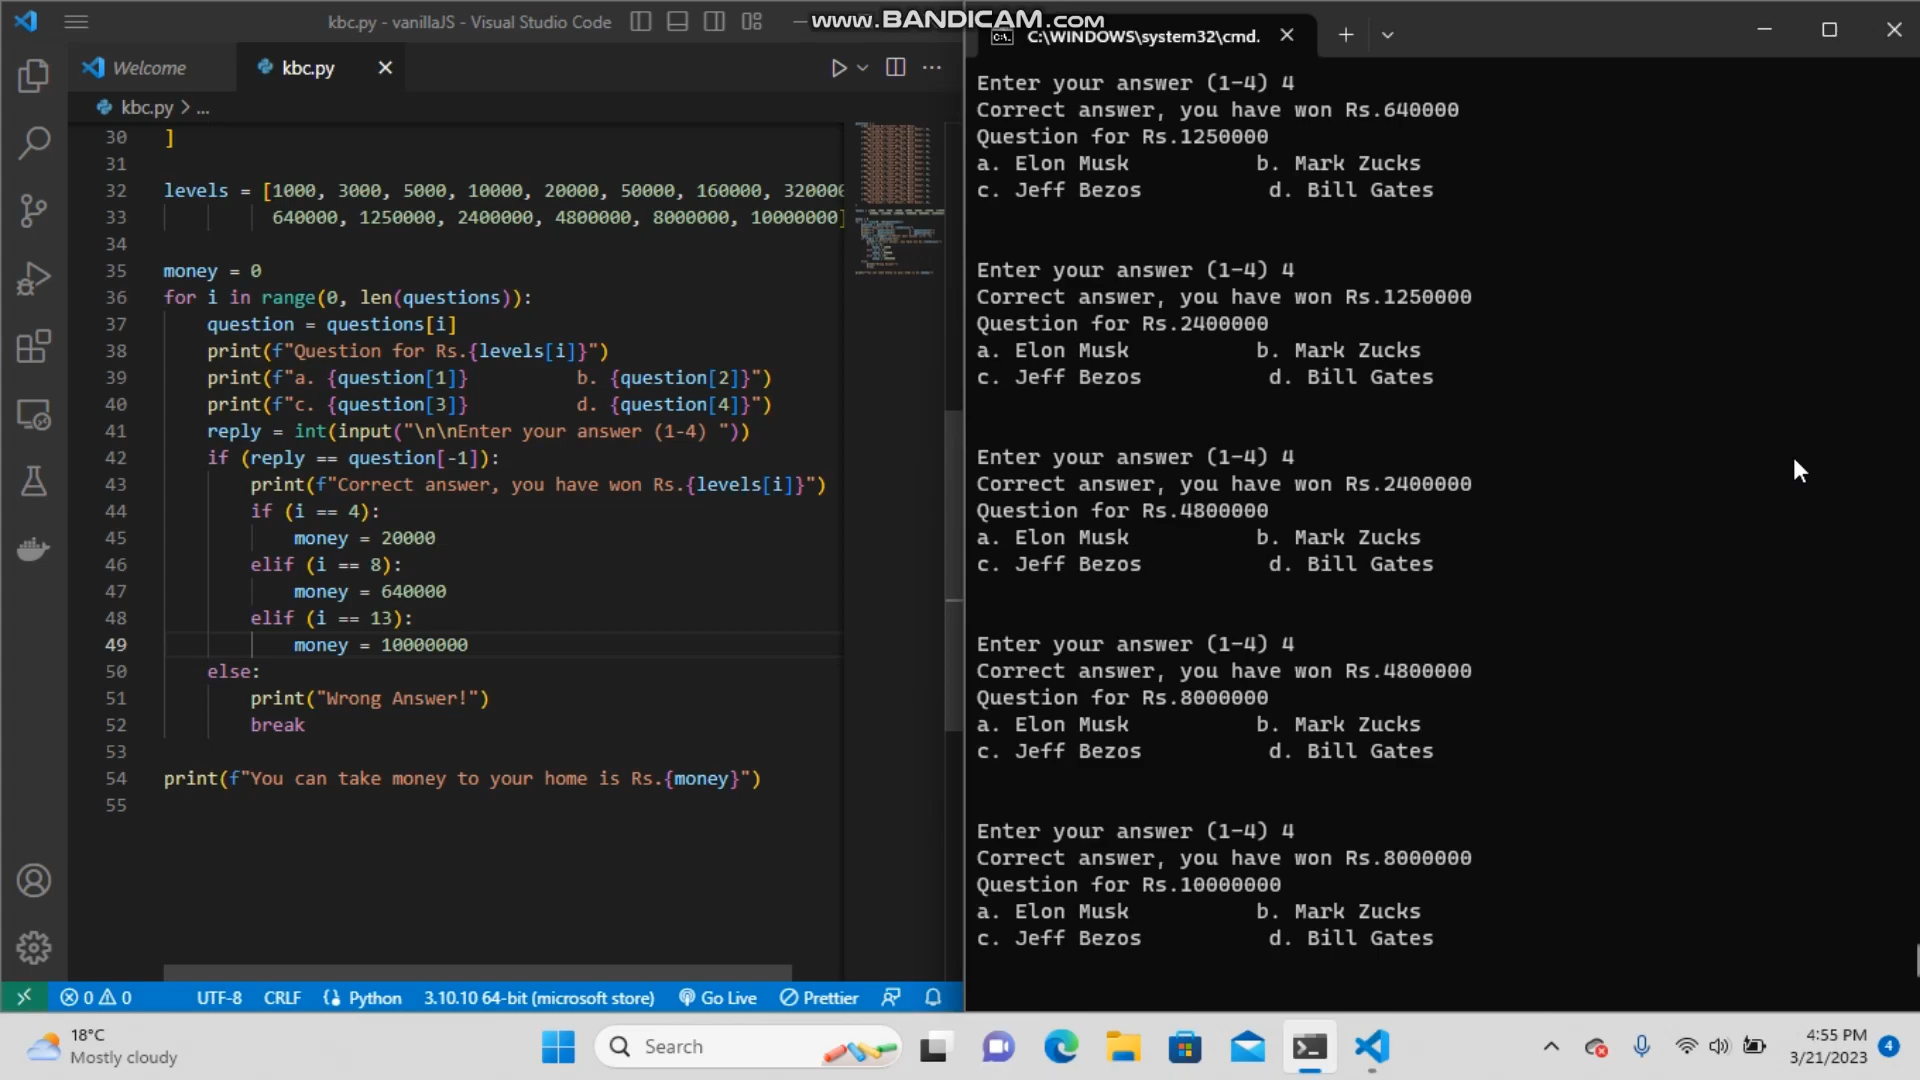 kbc.py - vanillaJS - Visual Studio Code
www.BANDICAM.com
Welcome
kbc.py
kbc.py > ...
30 ]
31
32 levels = [1000, 3000, 5000, 10000, 20000, 50000, 160000, 320000
33 640000, 1250000, 2400000, 4800000, 8000000, 10000000]
34
35 money = 0
36 for i in range(0, len(questions)):
37 question = questions[i]
38 print(f"Question for Rs.{levels[i]}")
39 print(f"a. {question[1]} b. {question[2]}")
40 print(f"c. {question[3]} d. {question[4]}")
41 reply = int(input("\n\nEnter your answer (1-4) "))
42 if (reply == question[-1]):
43 print(f"Correct answer, you have won Rs.{levels[i]}")
44 if (i == 4):
45 money = 20000
46 elif (i == 8):
47 money = 640000
48 elif (i == 13):
49 money = 10000000
50 else:
51 print("Wrong Answer!")
52 break
53
54 print(f"You can take money to your home is Rs.{money}")
55
0 0 UTF-8 CRLF Python 3.10.10 64-bit (microsoft store) Go Live Prettier
C:\WINDOWS\system32\cmd.
Enter your answer (1-4) 4
Correct answer, you have won Rs.640000
Question for Rs.1250000
a. Elon Musk b. Mark Zucks
c. Jeff Bezos d. Bill Gates
Enter your answer (1-4) 4
Correct answer, you have won Rs.1250000
Question for Rs.2400000
a. Elon Musk b. Mark Zucks
c. Jeff Bezos d. Bill Gates
Enter your answer (1-4) 4
Correct answer, you have won Rs.2400000
Question for Rs.4800000
a. Elon Musk b. Mark Zucks
c. Jeff Bezos d. Bill Gates
Enter your answer (1-4) 4
Correct answer, you have won Rs.4800000
Question for Rs.8000000
a. Elon Musk b. Mark Zucks
c. Jeff Bezos d. Bill Gates
Enter your answer (1-4) 4
Correct answer, you have won Rs.8000000
Question for Rs.10000000
a. Elon Musk b. Mark Zucks
c. Jeff Bezos d. Bill Gates
18°C
Mostly cloudy
Search
4:55 PM
3/21/2023
4